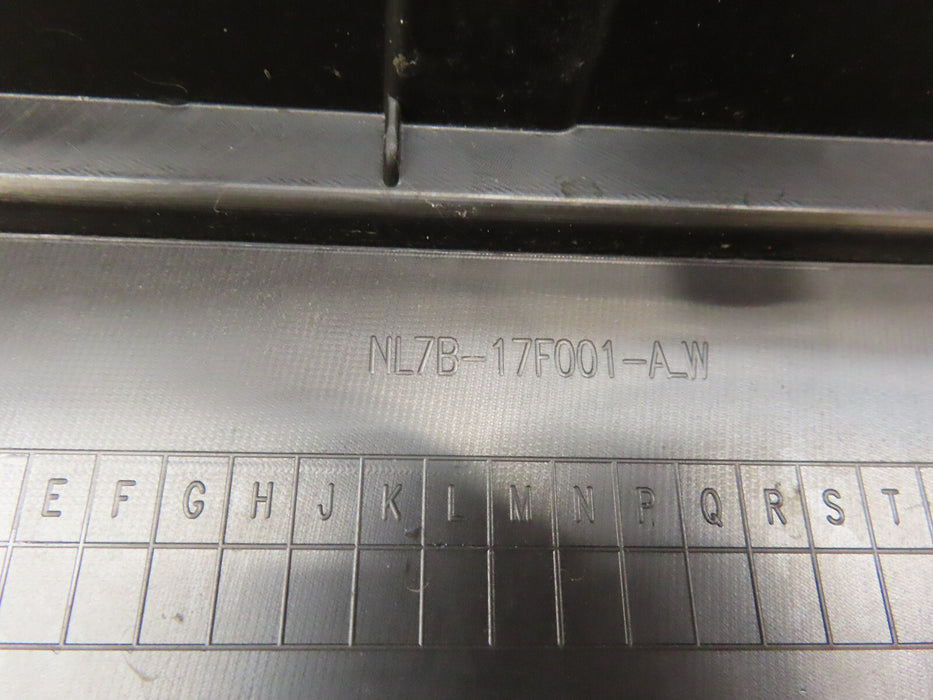 NL7B-17F001-A_W
E F G H J K L M N P Q R S T